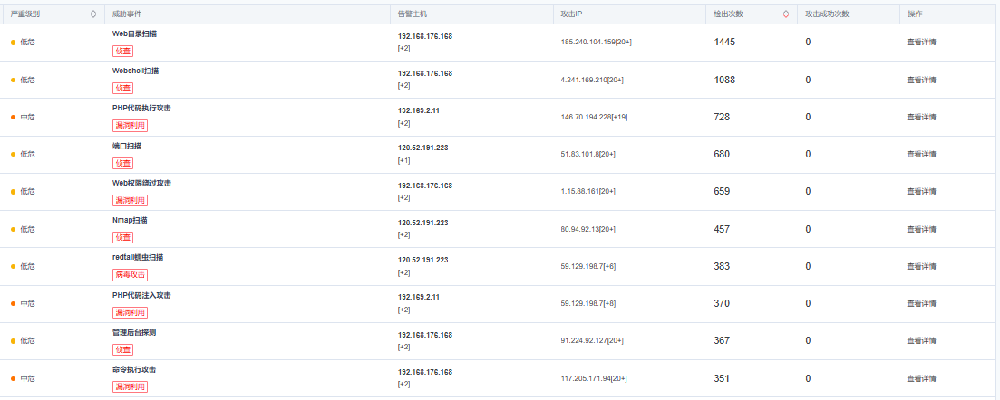 严重级别 威胁事件 告警主机 攻击IP 检出次数 攻击成功次数 操作
低危 Web目录扫描 192.168.176.168 185.240.104.159[20+] 1445 0 查看详情
侦查 [+2]
低危 Webshell扫描 192.168.176.168 4.241.169.210[20+] 1088 0 查看详情
侦查 [+2]
中危 PHP代码执行攻击 192.169.2.11 146.70.194.228[+19] 728 0 查看详情
漏洞利用 [+2]
低危 端口扫描 120.52.191.223 51.83.101.8[20+] 680 0 查看详情
侦查 [+1]
低危 Web权限绕过攻击 192.168.176.168 1.15.88.161[20+] 659 0 查看详情
漏洞利用 [+2]
低危 Nmap扫描 120.52.191.223 80.94.92.13[20+] 457 0 查看详情
侦查 [+2]
低危 redtail蠕虫扫描 120.52.191.223 59.129.198.7[+6] 383 0 查看详情
病毒攻击 [+2]
中危 PHP代码注入攻击 192.169.2.11 59.129.198.7[+8] 370 0 查看详情
漏洞利用 [+2]
低危 管理后台探测 192.168.176.168 91.224.92.127[20+] 367 0 查看详情
侦查 [+2]
中危 命令执行攻击 192.168.176.168 117.205.171.94[20+] 351 0 查看详情
漏洞利用 [+2]